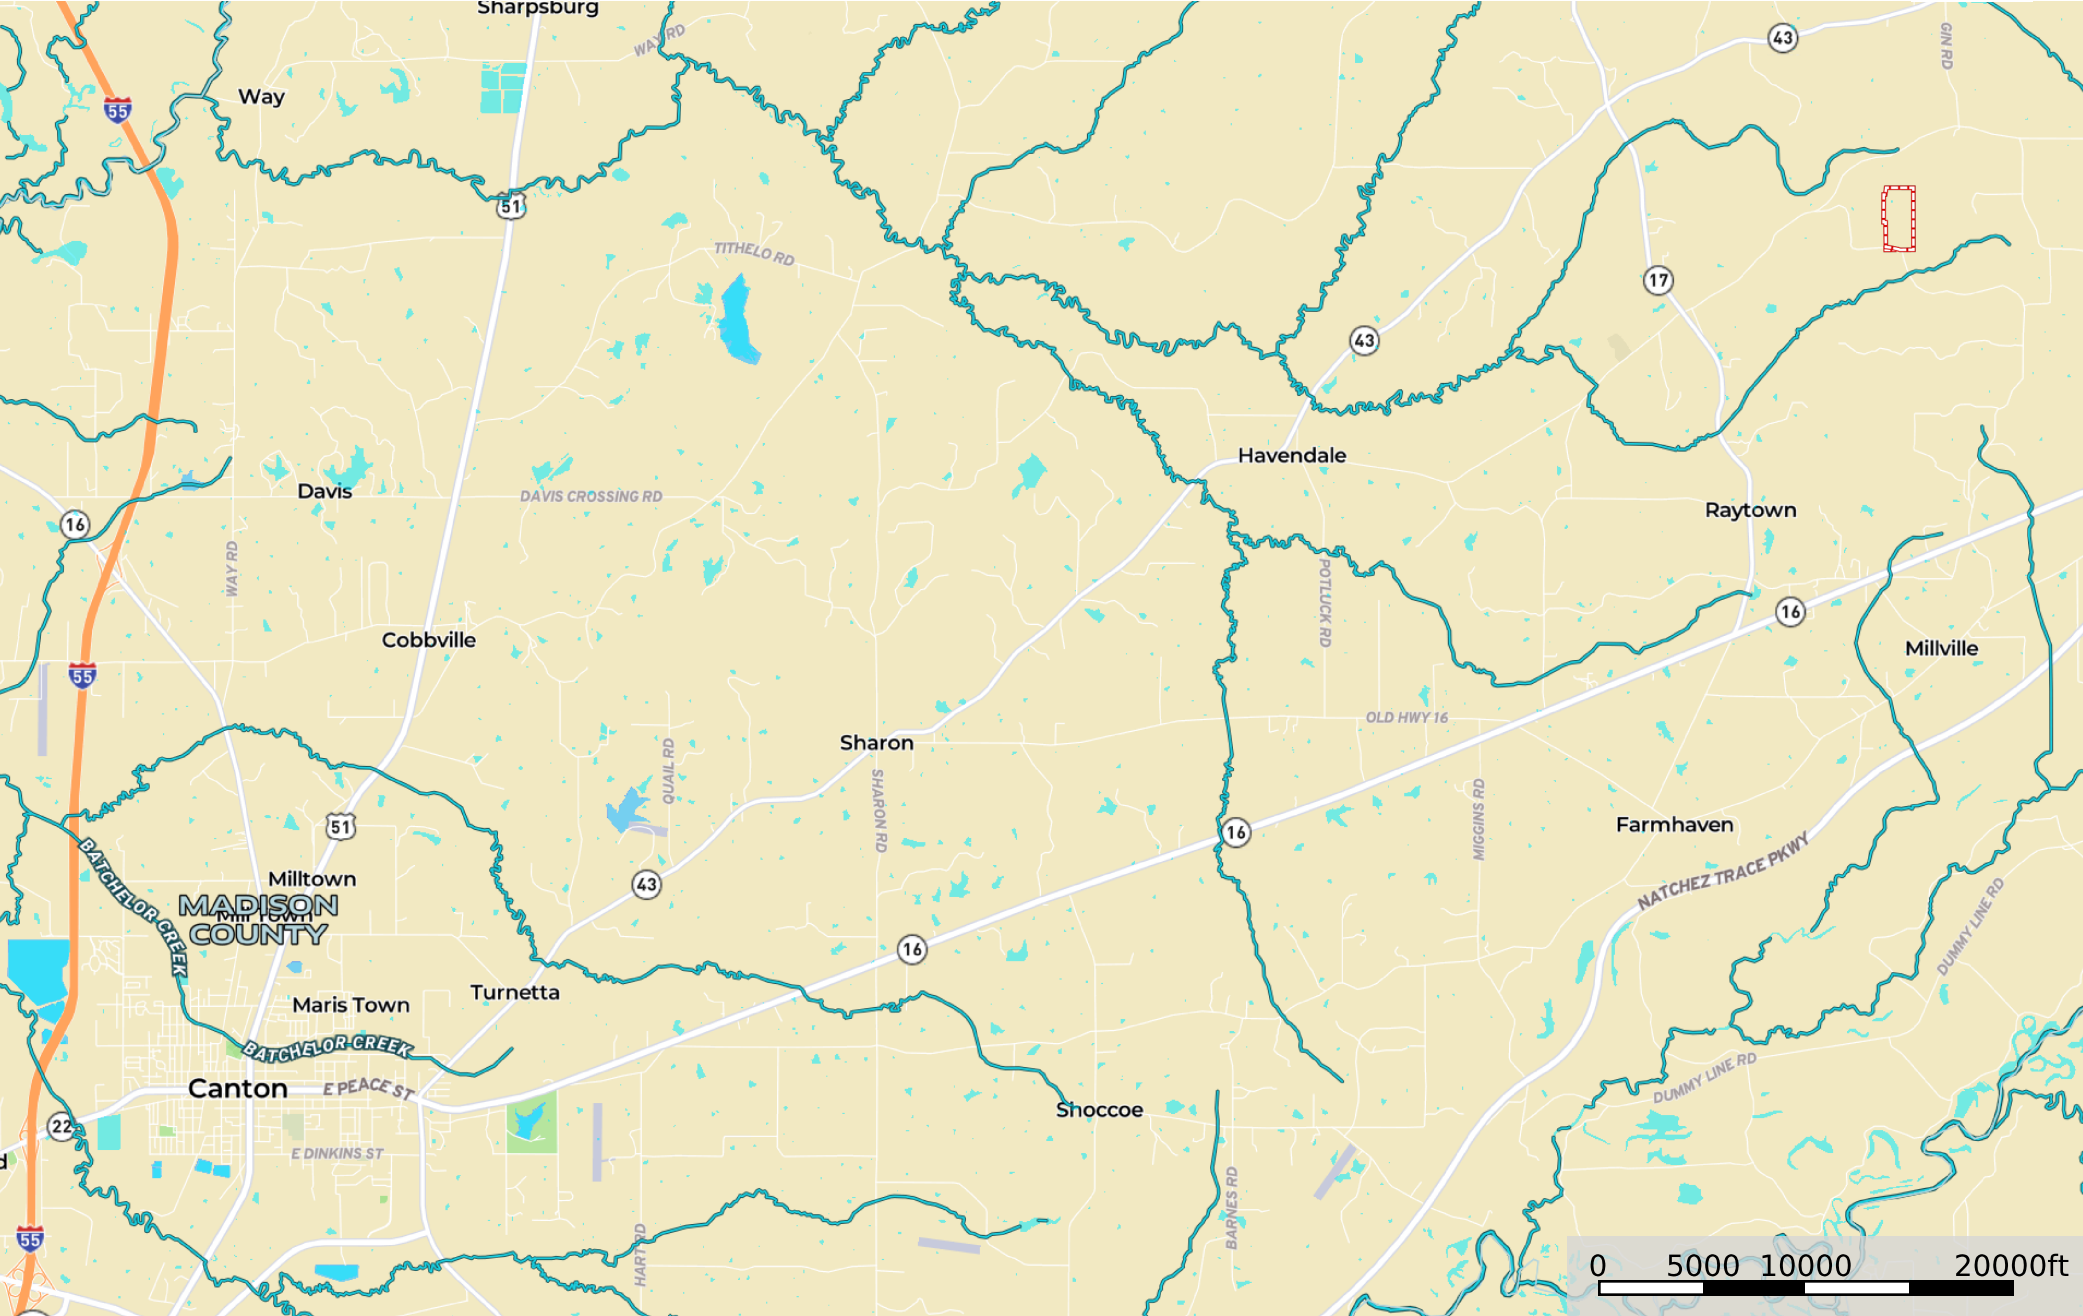 Sharpsburg
WAY RD
43
GIN RD
Way
55
51
TITHELO RD
17
43
Havendale
Davis
DAVIS CROSSING RD
16
Raytown
WAY RD
POTLUCK RD
16
Cobbville
Millville
55
OLD HWY 16
Sharon
QUAIL RD
SHARON RD
MIGGINS RD
51
16
Farmhaven
NATCHEZ TRACE PKWY
BATCHELOR CREEK
Milltown
43
MADISON
COUNTY
Mill Town
DUMMY LINE RD
16
Turnetta
Maris Town
BATCHELOR CREEK
Canton
E PEACE ST
DUMMY LINE RD
Shoccoe
22
E DINKINS ST
d
BARNES RD
HART RD
55
0 5000 10000 20000ft